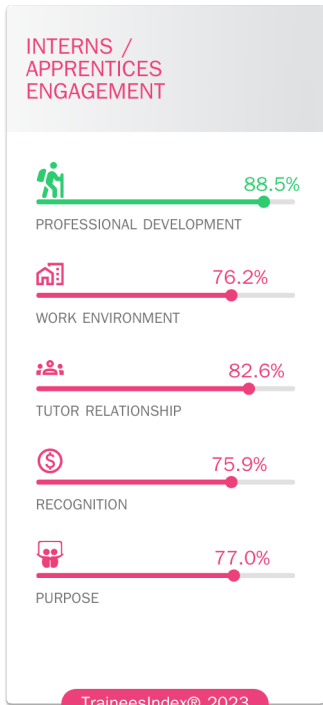 INTERNS /
APPRENTICES
ENGAGEMENT
88.5%
PROFESSIONAL DEVELOPMENT
76.2%
WORK ENVIRONMENT
82.6%
TUTOR RELATIONSHIP
75.9%
RECOGNITION
77.0%
PURPOSE
TraineesIndex® 2023